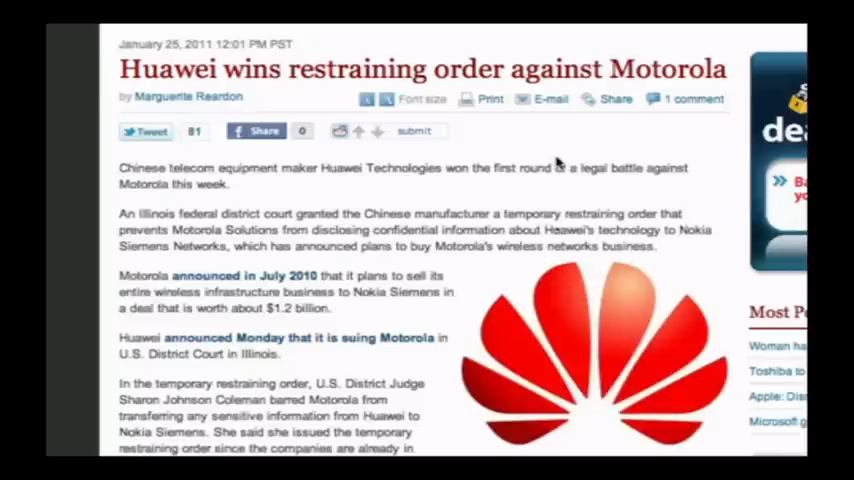 January 25, 2011 12:01 PM PST
Huawei wins restraining order against Motorola
by Marguerite Reardon
Font size Print E-mail Share 1 comment
Tweet 81 Share 0 submit
Chinese telecom equipment maker Huawei Technologies won the first round a legal battle against
Motorola this week.
An Illinois federal district court granted the Chinese manufacturer a temporary restraining order that
prevents Motorola Solutions from disclosing confidential information about Huawei's technology to Nokia
Siemens Networks, which has announced plans to buy Motorola's wireless networks business.
Motorola announced in July 2010 that it plans to sell its
entire wireless infrastructure business to Nokia Siemens in
a deal that is worth about $1.2 billion.
Huawei announced Monday that it is suing Motorola in
U.S. District Court in Illinois.
In the temporary restraining order, U.S. District Judge
Sharon Johnson Coleman barred Motorola from
transferring any sensitive information from Huawei to
Nokia Siemens. She said she issued the temporary
restraining order since the companies are already in
de
Ba
yo
Most P
Woman ha
Toshiba to
Apple: Dis
Microsoft